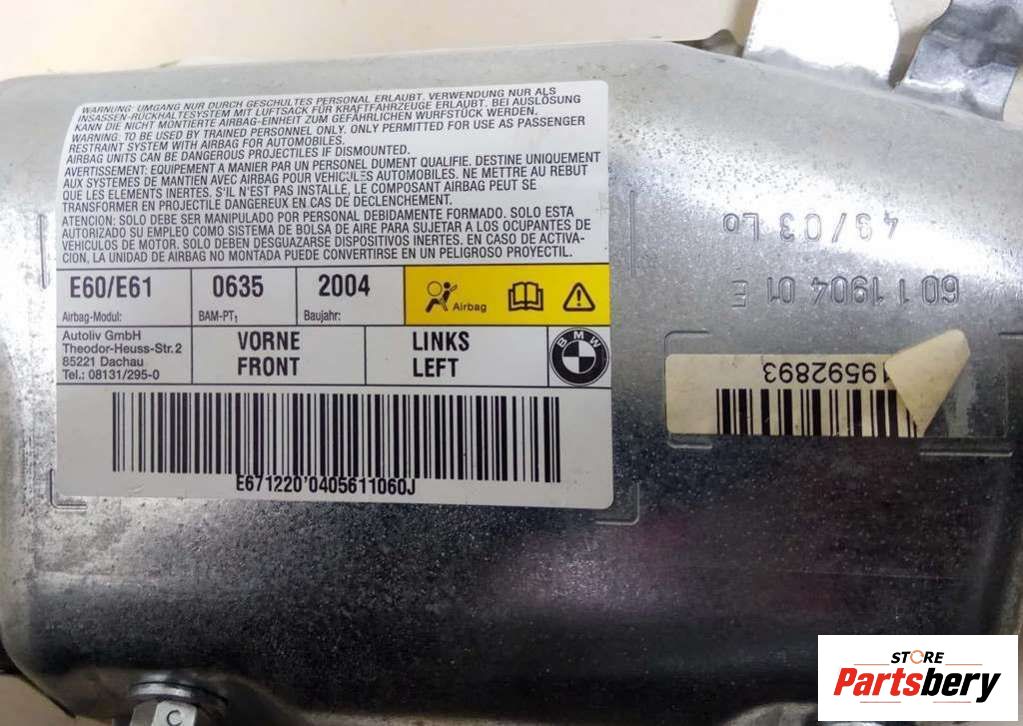 WARNUNG: UMGANG NUR DURCH GESCHULTES PERSONAL ERLAUBT. VERWENDUNG NUR ALS
INSASSEN-RÜCKHALTESYSTEM MIT LUFTSACK FÜR KRAFTFAHRZEUGE ERLAUBT. BEI AUSLÖSUNG
KANN DIE NICHT MONTIERTE AIRBAG-EINHEIT ZUM GEFÄHRLICHEN WURFSTÜCK WERDEN.
WARNING: TO BE USED BY TRAINED PERSONNEL ONLY. ONLY PERMITTED FOR USE AS PASSENGER
RESTRAINT SYSTEM WITH AIRBAG FOR AUTOMOBILES.
AIRBAG UNITS CAN BE DANGEROUS PROJECTILES IF DISMOUNTED.
AVERTISSEMENT: EQUIPEMENT A MANIER PAR UN PERSONEL DUMENT QUALIFIE. DESTINE UNIQUEMENT
AUX SYSTEMES DE MANTIEN AVEC AIRBAG POUR VEHICULES AUTOMOBILES. NE METTRE AU REBUT
QUE LES ELEMENTS INERTES. S'IL N'EST PAS INSTALLE, LE COMPOSANT AIRBAG PEUT SE
TRANSFORMER EN PROJECTILE DANGEREUX EN CAS DE DECLENCHEMENT.
ATENCION: SOLO DEBE SER MANIPULADO POR PERSONAL DEBIDAMENTE FORMADO. SOLO ESTA
AUTORIZADO SU EMPLEO COMO SISTEMA DE BOLSA DE AIRE PARA SUJETAR A LOS OCUPANTES DE
VEHICULOS DE MOTOR. SOLO DEBEN DESGUAZARSE DISPOSITIVOS INERTES. EN CASO DE ACTIVA-
CION, LA UNIDAD DE AIRBAG NO MONTADA PUEDE CONVERTIRSE EN UN PELIGROSO PROYECTIL.
E60/E61 0635 2004 Airbag
Airbag-Modul: BAM-PT1 Baujahr:
Autoliv GmbH
Theodor-Heuss-Str.2
85221 Dachau
Tel.: 08131/295-0
VORNE LINKS
FRONT LEFT
BMW
E671220'0405611060J
49/03 Lo
60 1 1904 01 E
19592893
C
STORE
Partsbery